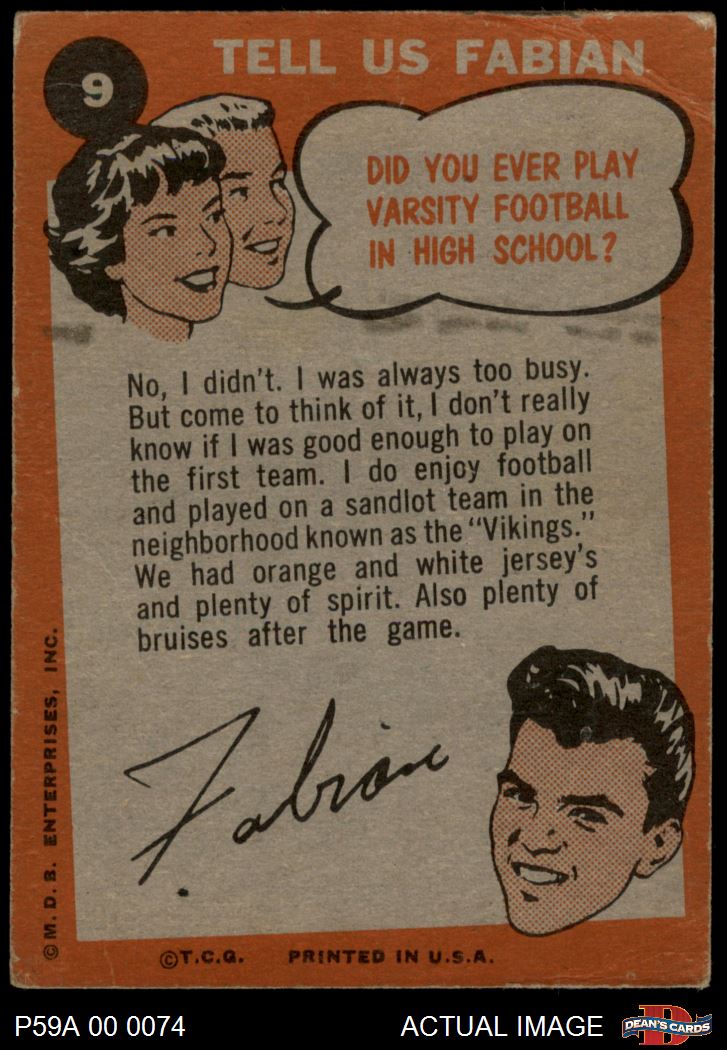 9
TELL US FABIAN
DID YOU EVER PLAY
VARSITY FOOTBALL
IN HIGH SCHOOL?
No, I didn't. I was always too busy.
But come to think of it, I don't really
know if I was good enough to play on
the first team. I do enjoy football
and played on a sandlot team in the
neighborhood known as the "Vikings."
We had orange and white jersey's
and plenty of spirit. Also plenty of
bruises after the game.
Fabian
©M. D. B. ENTERPRISES, INC.
©T.C.G. PRINTED IN U.S.A.
P59A 00 0074
ACTUAL IMAGE
D
DEAN'S CARDS